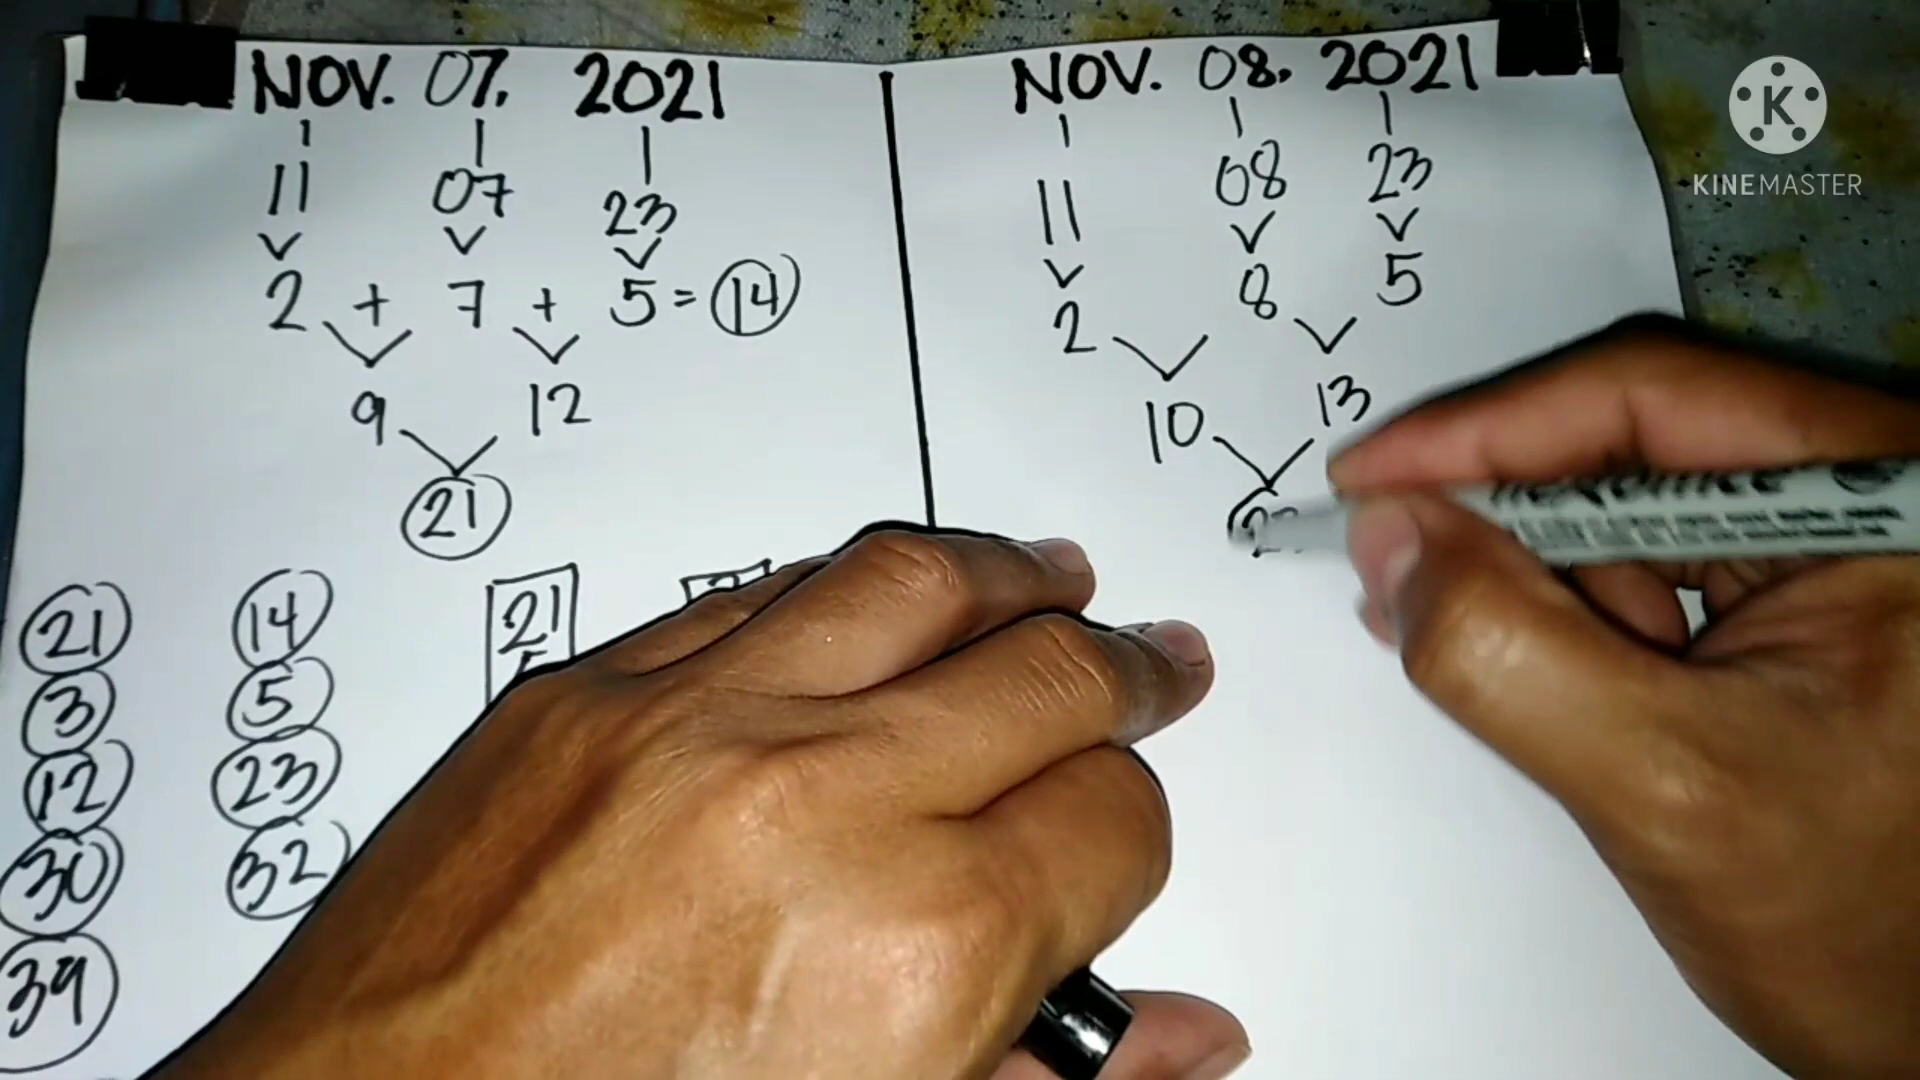 NOV. 07. 2021
11 07 23
2 + 7 + 5 = 14
9 12
21
21 14 21
3 5
12 23
30 32
39
NOV. 08. 2021
11 08 23
2 8 5
10 13
K
KINEMASTER